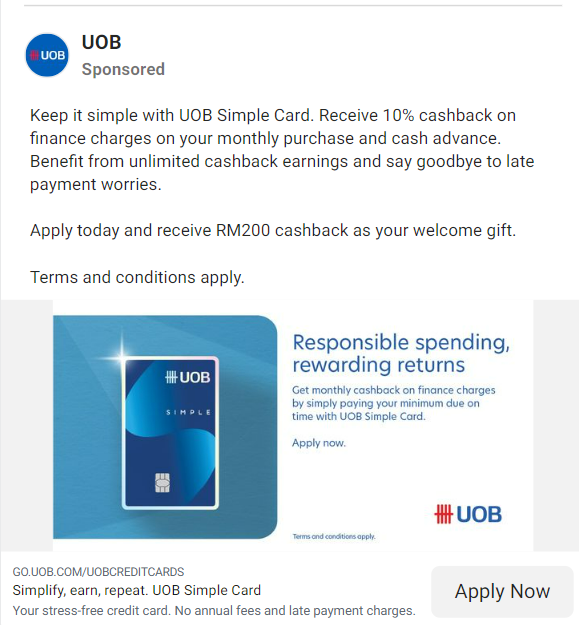 UOB
UOB
Sponsored
Keep it simple with UOB Simple Card. Receive 10% cashback on
finance charges on your monthly purchase and cash advance.
Benefit from unlimited cashback earnings and say goodbye to late
payment worries.
Apply today and receive RM200 cashback as your welcome gift.
Terms and conditions apply.
UOB
SIMPLE
Responsible spending,
rewarding returns
Get monthly cashback on finance charges
by simply paying your minimum due on
time with UOB Simple Card.
Apply now.
UOB
Terms and conditions apply.
GO.UOB.COM/UOBCREDITCARDS
Simplify, earn, repeat. UOB Simple Card
Your stress-free credit card. No annual fees and late payment charges.
Apply Now